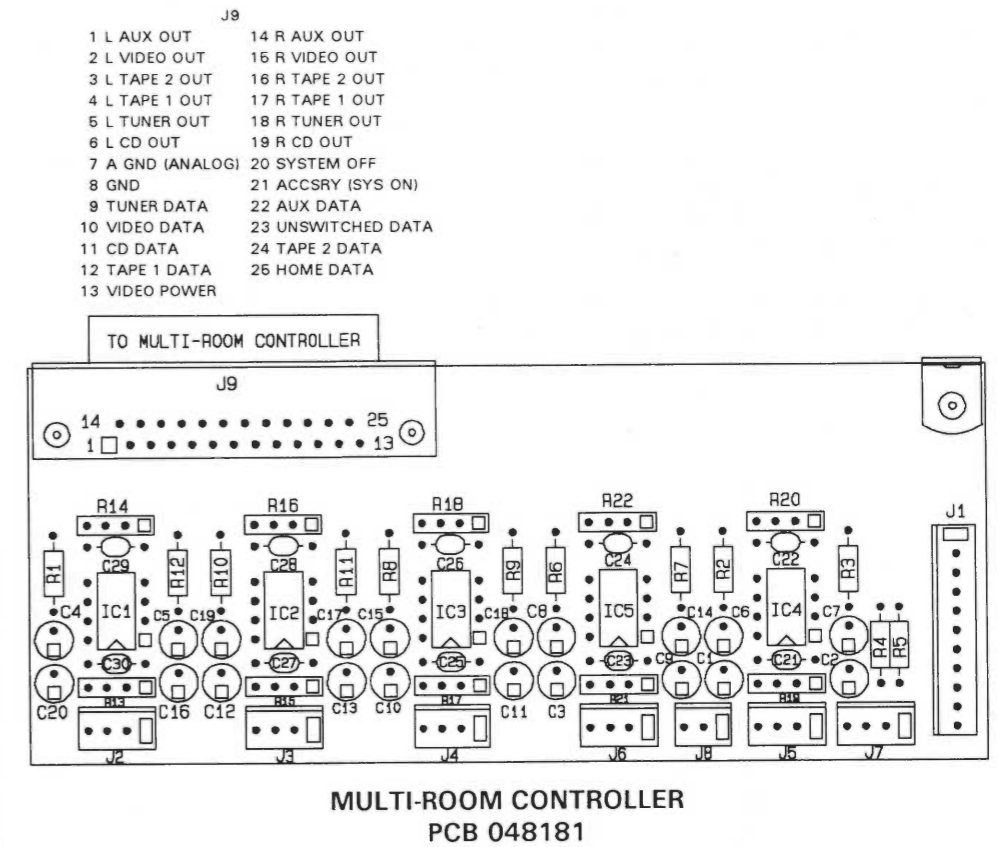 J9
1 L AUX OUT 14 R AUX OUT
2 L VIDEO OUT 15 R VIDEO OUT
3 L TAPE 2 OUT 16 R TAPE 2 OUT
4 L TAPE 1 OUT 17 R TAPE 1 OUT
5 L TUNER OUT 18 R TUNER OUT
6 L CD OUT 19 R CD OUT
7 A GND (ANALOG) 20 SYSTEM OFF
8 GND 21 ACCSRY (SYS ON)
9 TUNER DATA 22 AUX DATA
10 VIDEO DATA 23 UNSWITCHED DATA
11 CD DATA 24 TAPE 2 DATA
12 TAPE 1 DATA 25 HOME DATA
13 VIDEO POWER
TO MULTI-ROOM CONTROLLER
J9
14 25
1 13
R14 R16 R18 R22 R20 J1
C29 C28 C26 C24 C22
R1 R12 R10 R11 R8 R9 R6 R7 R2 R3
C4 IC1 C5 C19 IC2 C17 C15 IC3 C18 C8 IC5 C14 C6 IC4 C7
R4 R5
C30 C27 C25 C23 C9 C1 C21 C2
C20 R13 C16 C12 R15 C13 C10 R17 C11 C3 R21 R19
J2 J3 J4 J6 J8 J5 J7
MULTI-ROOM CONTROLLER
PCB 048181